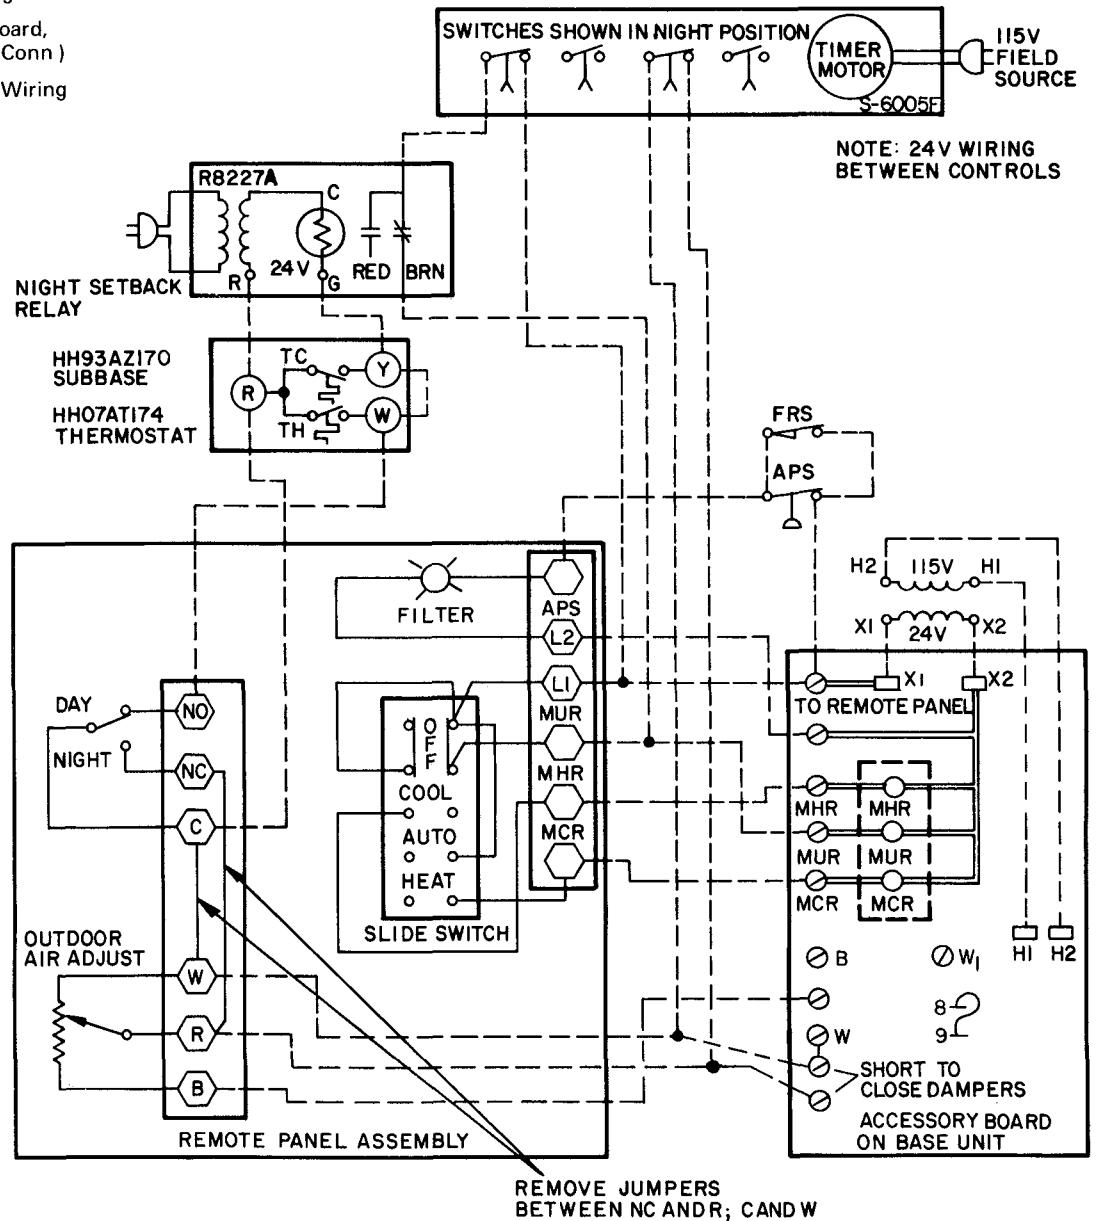 oard,
Conn )
Wiring
SWITCHES SHOWN IN NIGHT POSITION
TIMER
MOTOR
S-6005F
115V
FIELD
SOURCE
NOTE: 24V WIRING
BETWEEN CONTROLS
R8227A
C
24V
RED
BRN
R
G
NIGHT SETBACK
RELAY
HH93AZ170
SUBBASE
HH07AT174
THERMOSTAT
TC
Y
R
W
TH
FRS
APS
FILTER
APS
L2
L1
MUR
MHR
MCR
H2
115V
H1
X1
24V
X2
X1
X2
TO REMOTE PANEL
DAY
NIGHT
NO
NC
C
OFF
COOL
AUTO
HEAT
SLIDE SWITCH
MHR
MHR
MUR
MUR
MCR
MCR
H1
H2
OUTDOOR
AIR ADJUST
W
R
B
B
W1
8
9
W
SHORT TO
CLOSE DAMPERS
ACCESSORY BOARD
ON BASE UNIT
REMOTE PANEL ASSEMBLY
REMOVE JUMPERS
BETWEEN NC AND R; C AND W